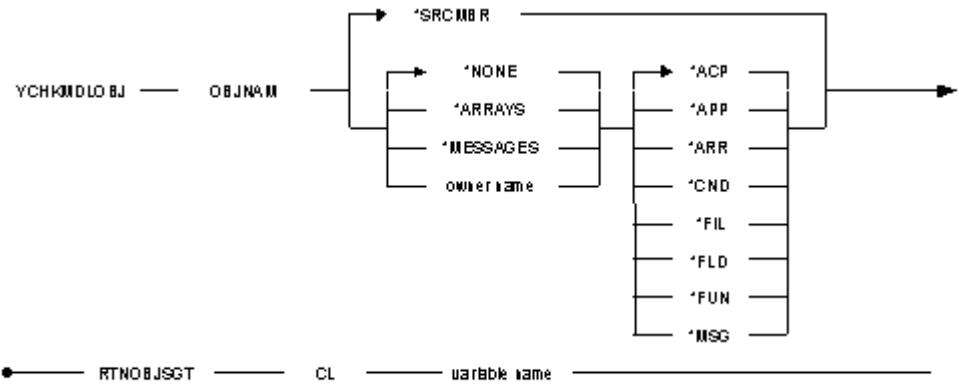 *SRCMBR
YCHKMDLOBJ OBJNAM *NONE *ACP
*ARRAYS *APP
*MESSAGES *ARR
owner name *CND
*FIL
*FLD
*FUN
*MSG
RTNOBJSGT CL variable name